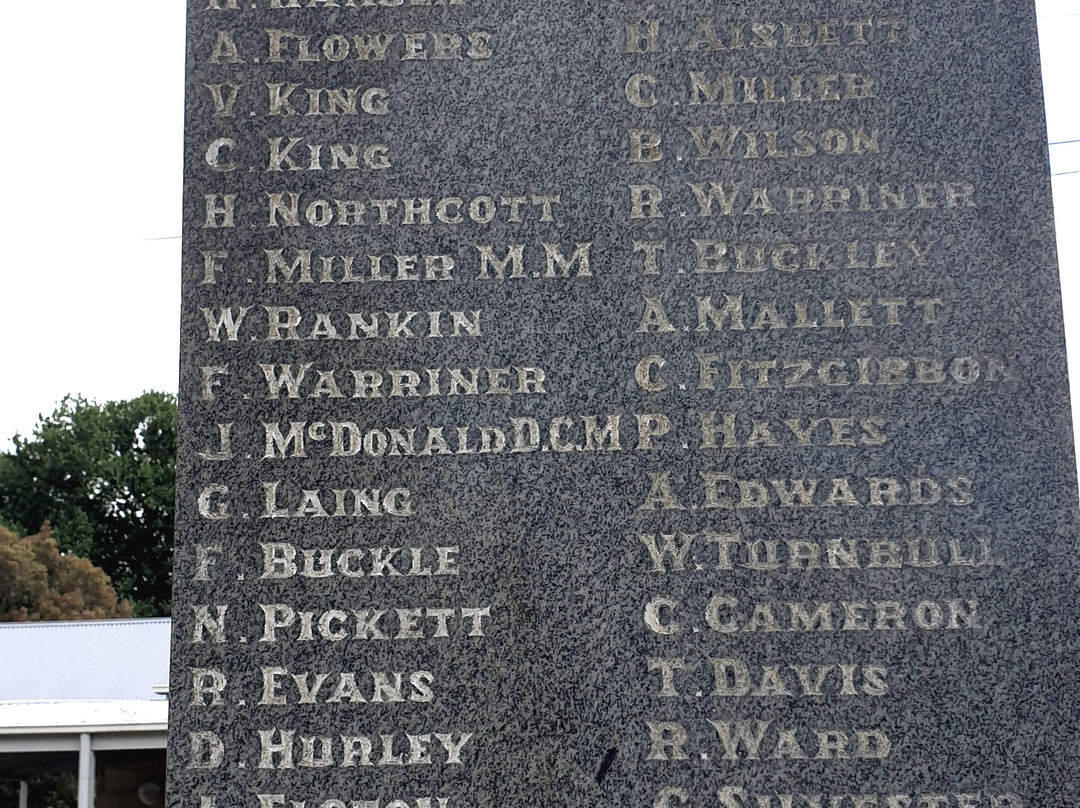 A. FLOWERS
V. KING
C. KING
H NORTHCOTT
F. MILLER M.M
W. RANKIN
F. WARRINER
J. McDONALD D.C.M
G. LAING
F. BUCKLE
N. PICKETT
R. EVANS
D. HURLEY
H. AISBETT
C. MILLER
B. WILSON
R. WARRINER
T. BUCKLEY
A. MALLETT
C. FITZGIBBON
P. HAYES
A. EDWARDS
W. TURNBULL
C. CAMERON
T. DAVIS
R. WARD